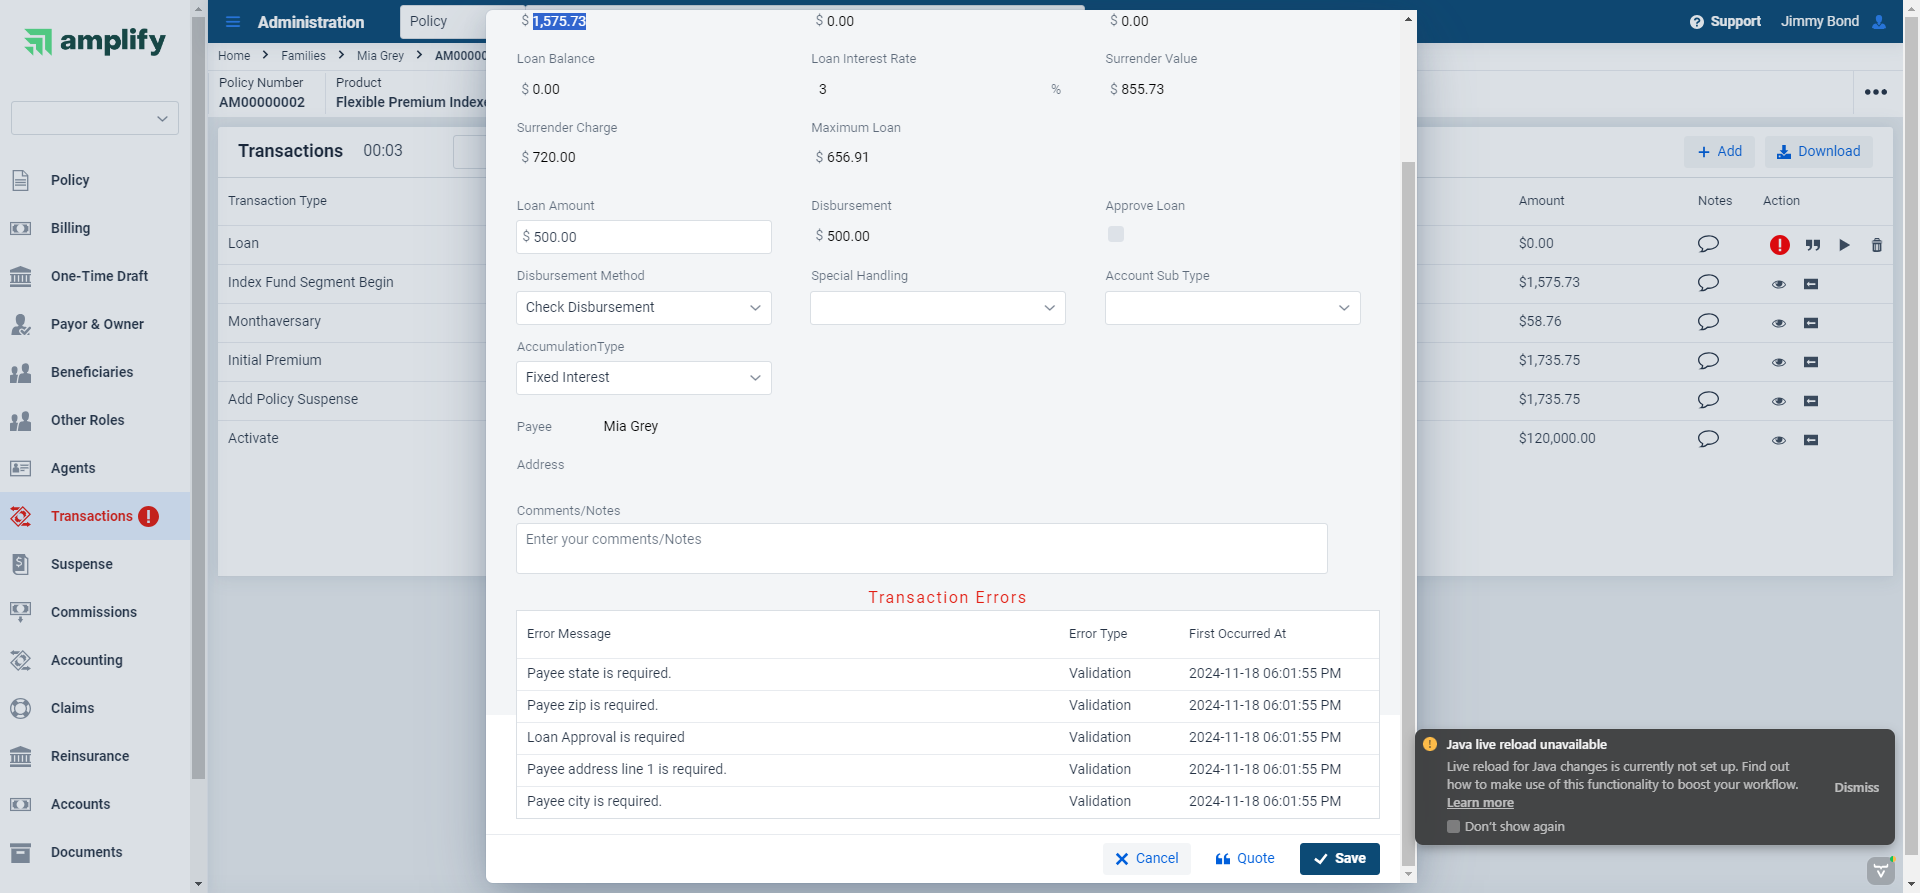 amplify
Administration
Policy
Support
Jimmy Bond
Home > Families > Mia Grey > AM00000
Policy Number
AM00000002
Product
Flexible Premium Indexe
Policy
Billing
One-Time Draft
Payor & Owner
Beneficiaries
Other Roles
Agents
Transactions
Suspense
Commissions
Accounting
Claims
Reinsurance
Accounts
Documents
Transactions 00:03
+ Add
Download
Transaction Type
Amount
Notes
Action
Loan
$0.00
Index Fund Segment Begin
$1,575.73
Monthaversary
$58.76
Initial Premium
$1,735.75
Add Policy Suspense
$1,735.75
Activate
$120,000.00
$ 1,575.73
$ 0.00
$ 0.00
Loan Balance
Loan Interest Rate
Surrender Value
$ 0.00
3 %
$ 855.73
Surrender Charge
Maximum Loan
$ 720.00
$ 656.91
Loan Amount
Disbursement
Approve Loan
$ 500.00
$ 500.00
Disbursement Method
Special Handling
Account Sub Type
Check Disbursement
AccumulationType
Fixed Interest
Payee Mia Grey
Address
Comments/Notes
Enter your comments/Notes
Transaction Errors
Error Message Error Type First Occurred At
Payee state is required. Validation 2024-11-18 06:01:55 PM
Payee zip is required. Validation 2024-11-18 06:01:55 PM
Loan Approval is required Validation 2024-11-18 06:01:55 PM
Payee address line 1 is required. Validation 2024-11-18 06:01:55 PM
Payee city is required. Validation 2024-11-18 06:01:55 PM
Cancel
Quote
Save
Java live reload unavailable
Live reload for Java changes is currently not set up. Find out
how to make use of this functionality to boost your workflow.
Learn more
Dismiss
Don't show again